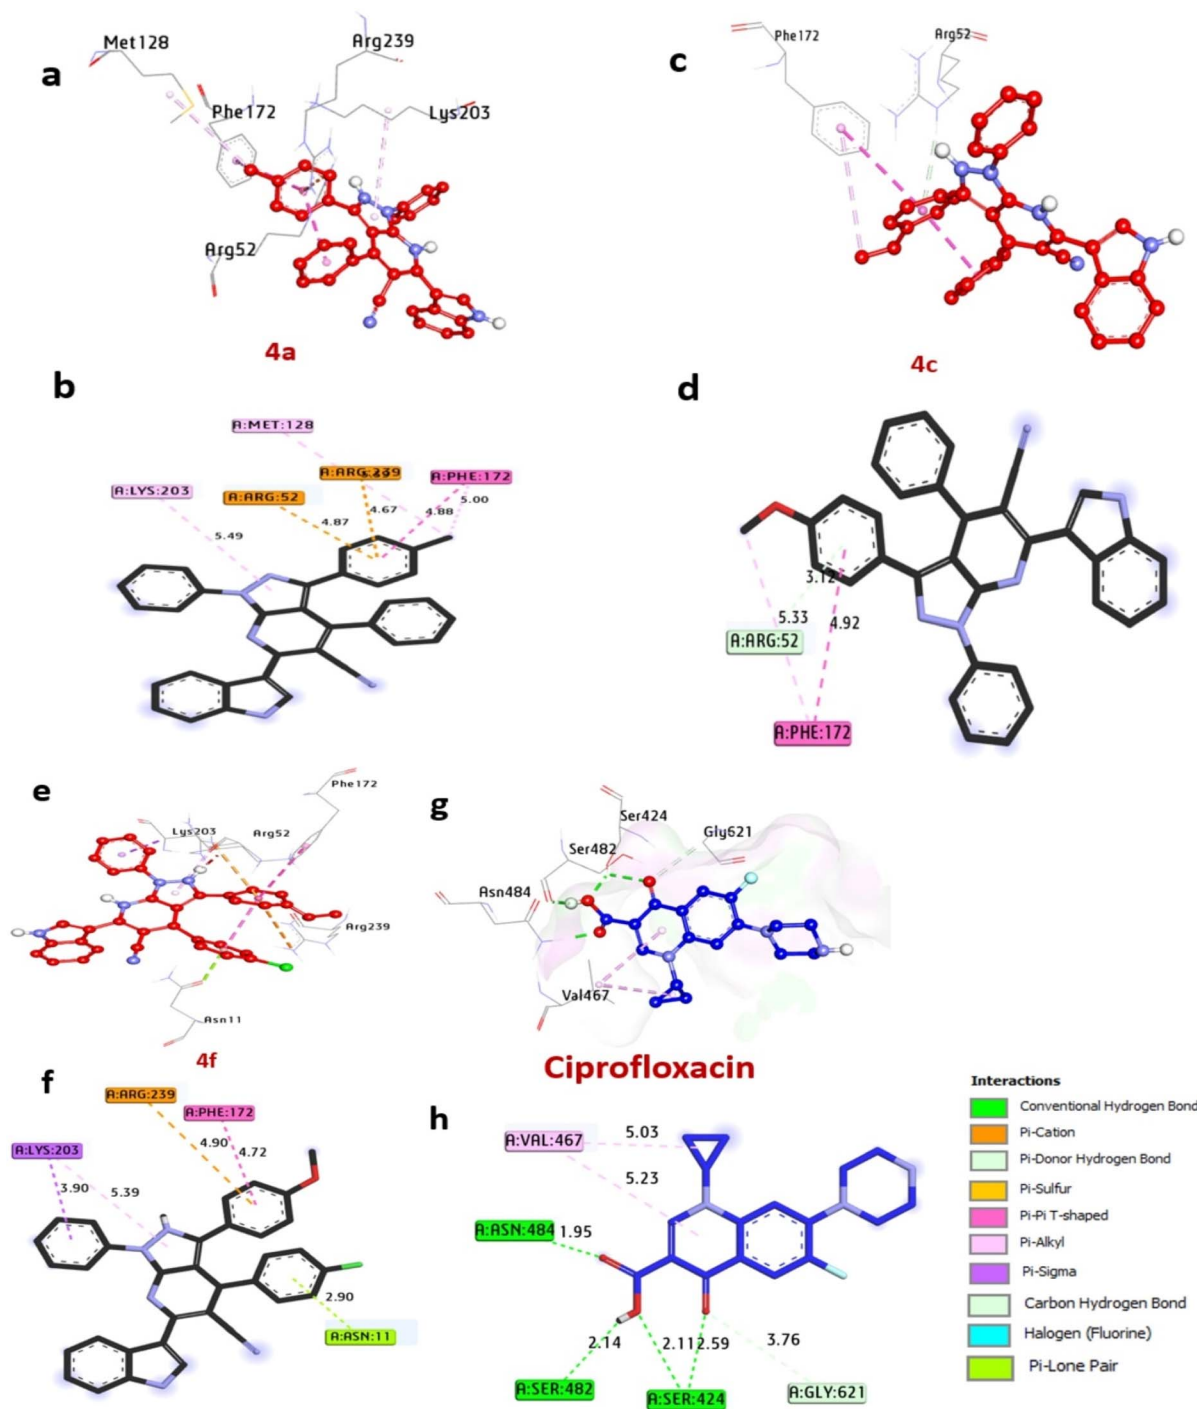 a
Met128
Arg239
Phe172
Lys203
Arg52
4a
c
Phe172
Arg52
4c
b
A:MET:128
A:ARG:239
A:PHE:172
A:LYS:203
A:ARG:52
4.87
4.67
4.88
5.00
5.49
d
3.12
5.33
4.92
A:ARG:52
A:PHE:172
e
Phe172
Lys203
Arg52
Arg239
Asn11
4f
g
Ser424
Ser482
Gly621
Asn484
Val467
Ciprofloxacin
f
A:ARG:239
A:PHE:172
A:LYS:203
4.90
4.72
3.90
5.39
2.90
A:ASN:11
h
A:VAL:467
5.03
5.23
A:ASN:484
1.95
2.14
2.11
2.59
3.76
A:SER:482
A:SER:424
A:GLY:621
Interactions
Conventional Hydrogen Bond
Pi-Cation
Pi-Donor Hydrogen Bond
Pi-Sulfur
Pi-Pi T-shaped
Pi-Alkyl
Pi-Sigma
Carbon Hydrogen Bond
Halogen (Fluorine)
Pi-Lone Pair